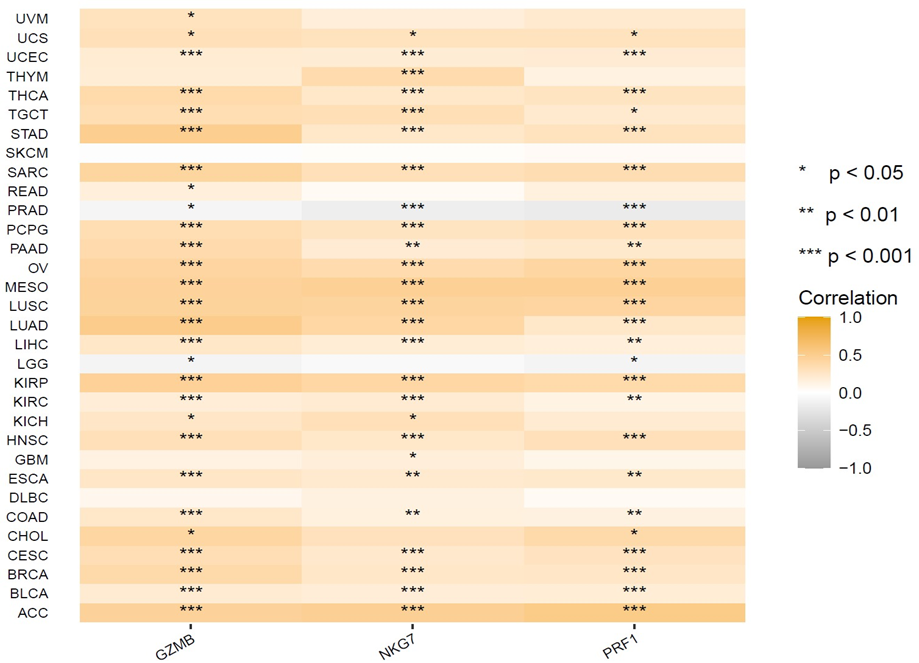 UVM * 
UCS * * *
UCEC *** *** ***
THYM ***
THCA *** *** ***
TGCT *** *** *
STAD *** *** ***
SKCM
SARC *** *** ***
READ *
PRAD * *** ***
PCPG *** *** ***
PAAD *** ** **
OV *** *** ***
MESO *** *** ***
LUSC *** *** ***
LUAD *** *** ***
LIHC *** *** **
LGG * *
KIRP *** *** ***
KIRC *** *** **
KICH * *
HNSC *** *** ***
GBM *
ESCA *** ** **
DLBC
COAD *** ** **
CHOL * *
CESC *** *** ***
BRCA *** *** ***
BLCA *** *** ***
ACC *** *** ***
GZMB NKG7 PRF1
* p < 0.05
** p < 0.01
*** p < 0.001
Correlation
1.0
0.5
0.0
−0.5
−1.0